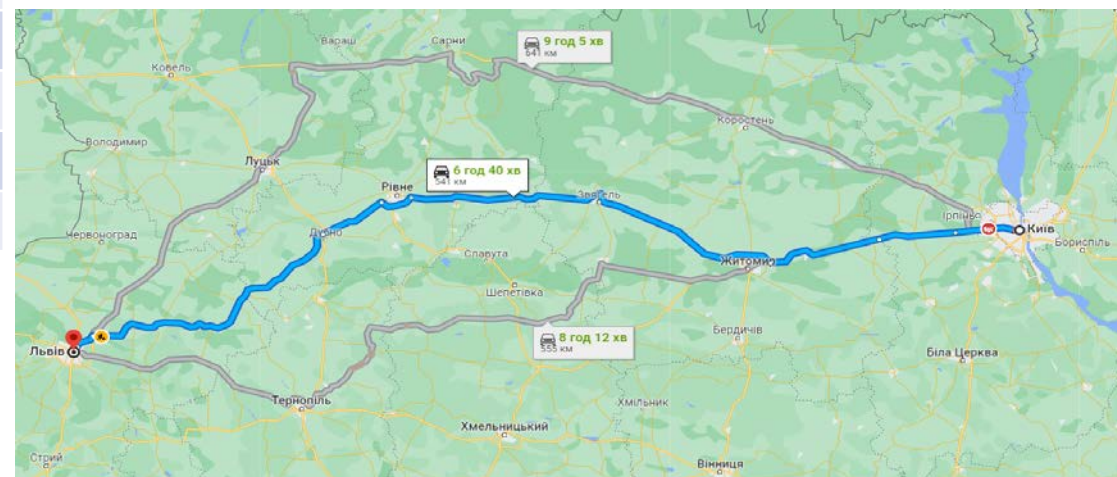 Вараш
Сарни
9 год 5 хв
641 км
Ковель
Коростень
Володимир
Луцьк
6 год 40 хв
541 км
Рівне
Звягель
Ірпінь
Київ
Червоноград
Дубно
Бориспіль
Славута
Житомир
Шепетівка
Бердичів
8 год 12 хв
555 км
Львів
Біла Церква
Тернопіль
Хмільник
Хмельницький
Стрий
Вінниця